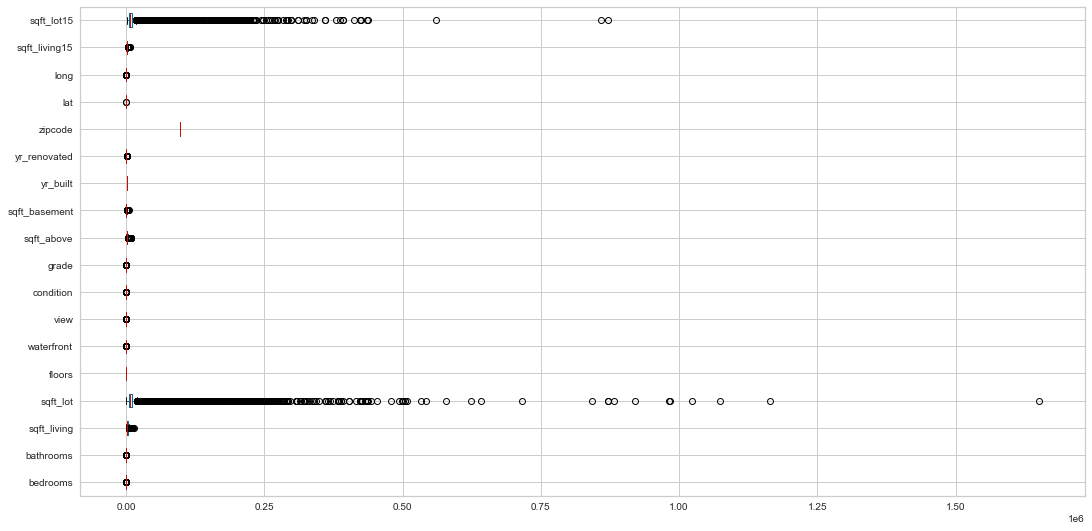 sqft_lot15
sqft_living15
long
lat
zipcode
yr_renovated
yr_built
sqft_basement
sqft_above
grade
condition
view
waterfront
floors
sqft_lot
sqft_living
bathrooms
bedrooms
0.00 0.25 0.50 0.75 1.00 1.25 1.50
1e6